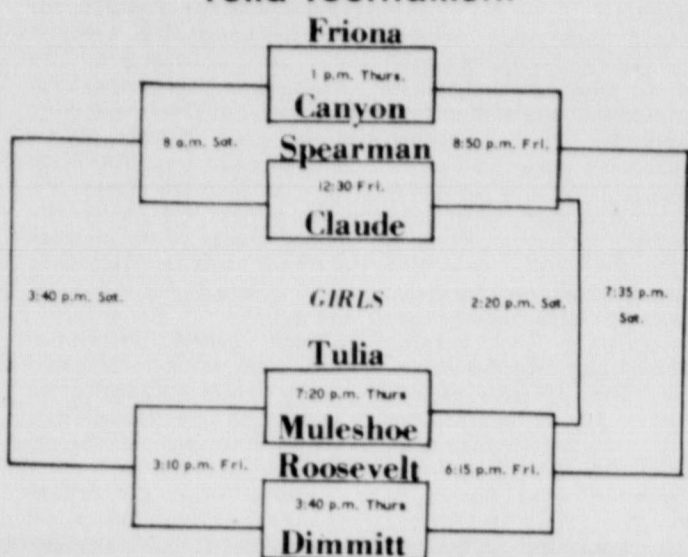 Friona
1 p.m. Thurs.
Canyon
8 a.m. Sat.
Spearman
8:50 p.m. Fri.
12:30 Fri.
Claude
3:40 p.m. Sat.
GIRLS
2:20 p.m. Sat.
7:35 p.m.
Sat.
Tulia
7:20 p.m. Thurs
Muleshoe
3:10 p.m. Fri.
Roosevelt
6:15 p.m. Fri.
3:40 p.m. Thurs
Dimmitt